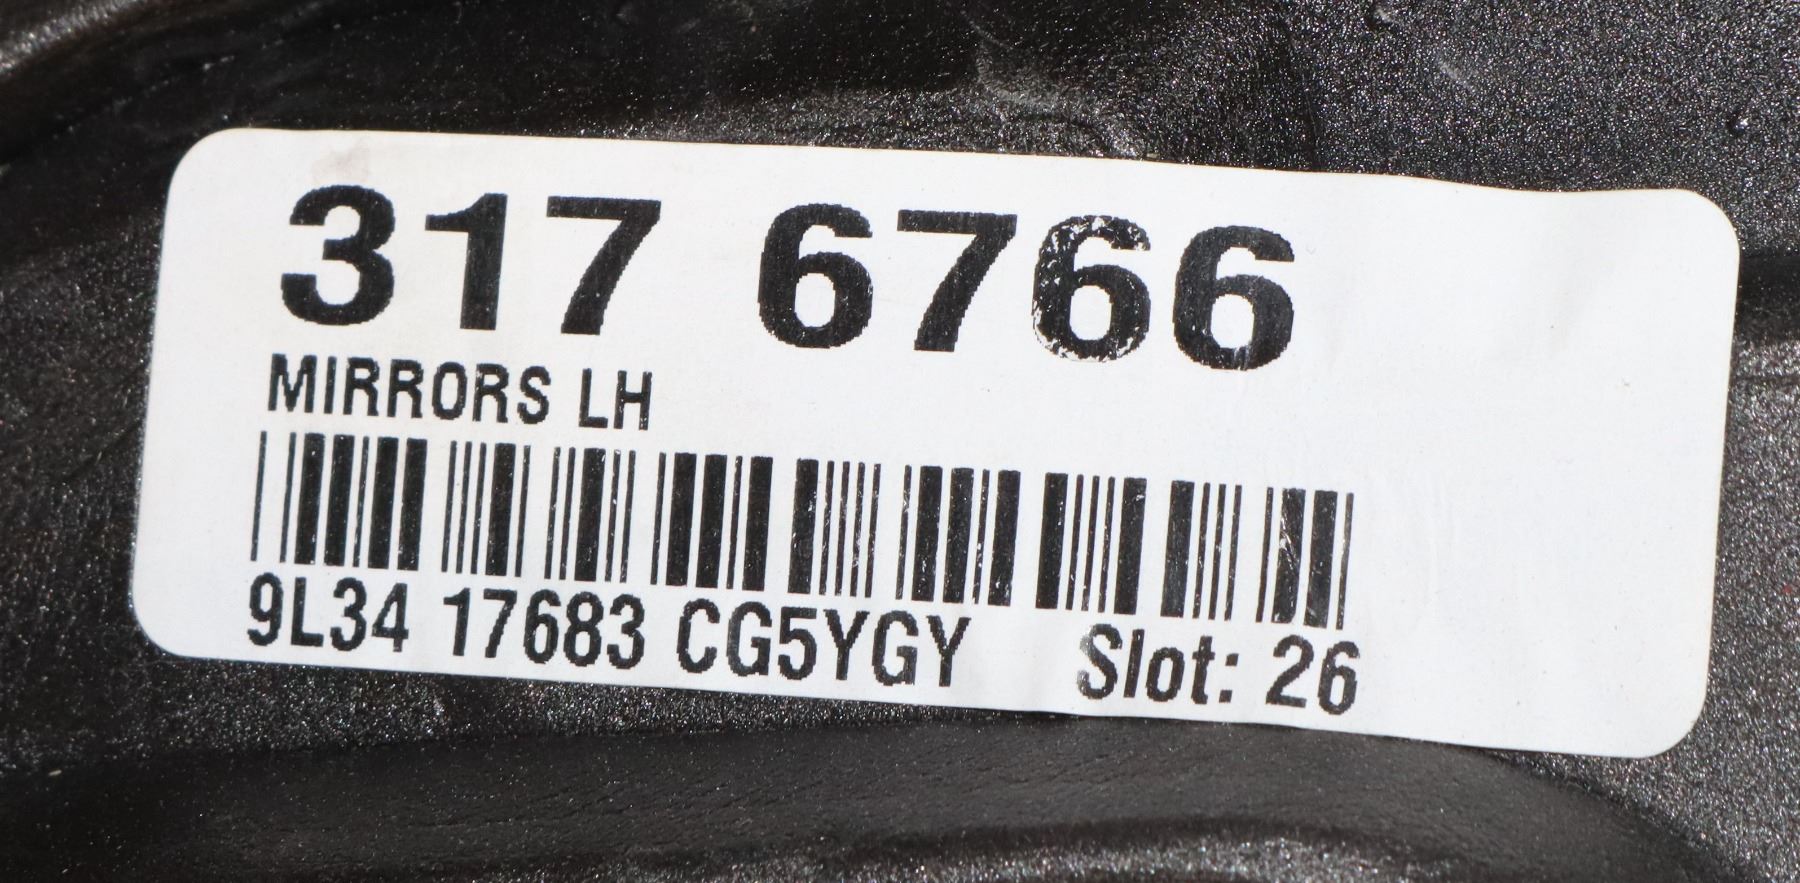 317 6766
MIRRORS LH
9L34 17683 CG5YGY Slot: 26